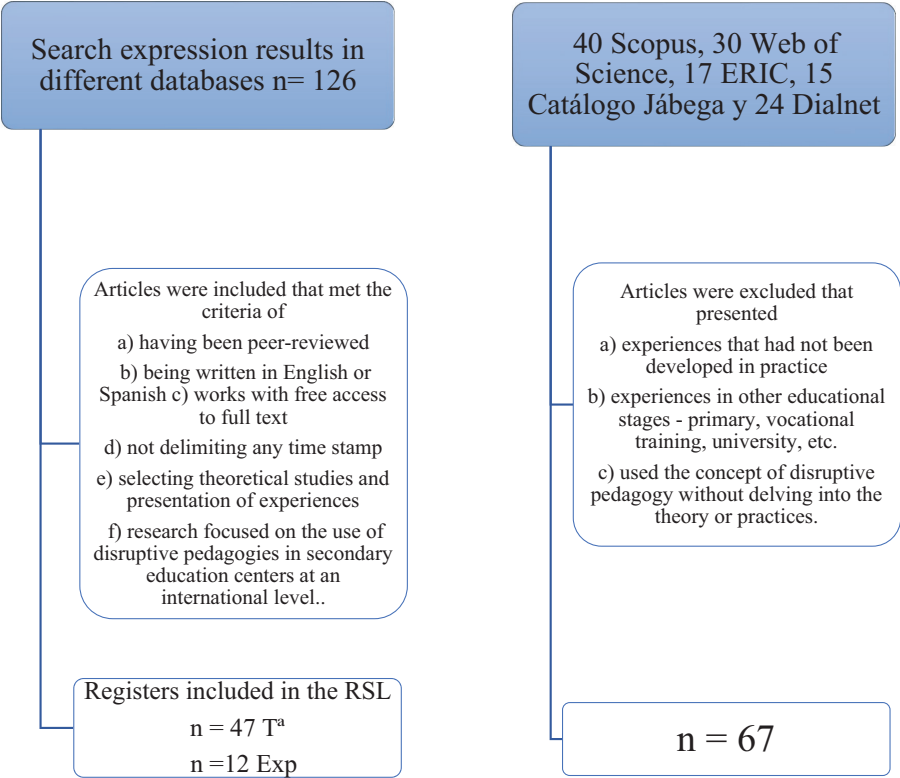 Search expression results in
different databases n= 126
Articles were included that met the
criteria of
a) having been peer-reviewed
b) being written in English or
Spanish c) works with free access
to full text
d) not delimiting any time stamp
e) selecting theoretical studies and
presentation of experiences
f) research focused on the use of
disruptive pedagogies in secondary
education centers at an
international level..
Registers included in the RSL
n = 47 Tª
n =12 Exp
40 Scopus, 30 Web of
Science, 17 ERIC, 15
Catálogo Jábega y 24 Dialnet
Articles were excluded that
presented
a) experiences that had not been
developed in practice
b) experiences in other educational
stages - primary, vocational
training, university, etc.
c) used the concept of disruptive
pedagogy without delving into the
theory or practices.
n = 67